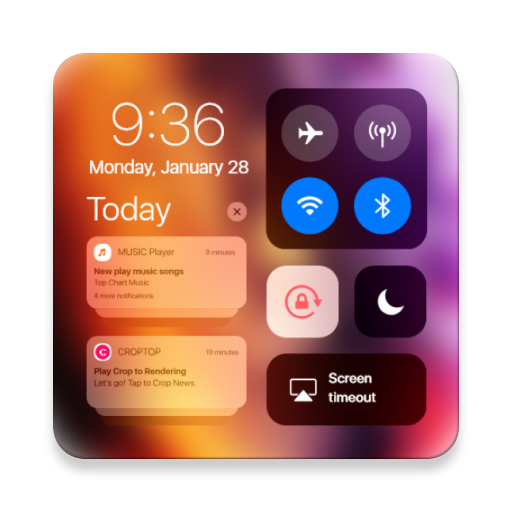 9:36
Monday, January 28
Today
MUSIC Player 9 minutes
New play music songs
Top Chart Music
4 more notifications
C CROPTOP 19 minutes
Play Crop to Rendering
Let's go! Tap to Crop News.
Screen
timeout